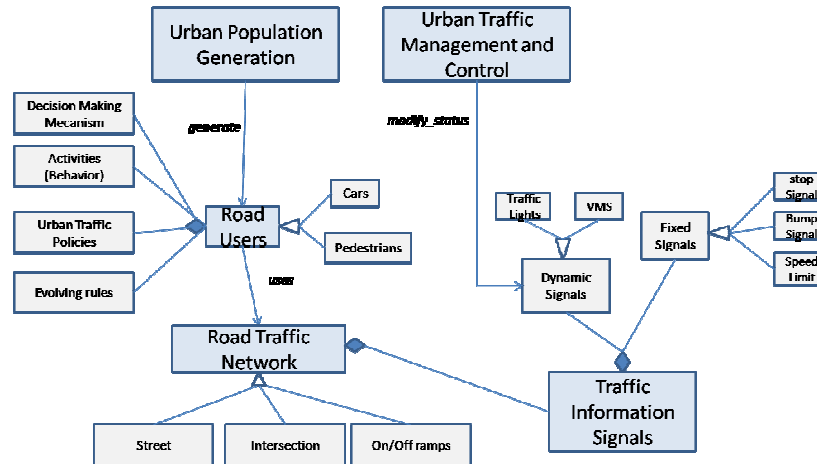 Urban Population
Generation
Urban Traffic
Management and
Control
Decision Making
Mecanism
generate
modify_status
Activities
(Behavior)
Cars
Traffic
Lights
VMS
stop
Signal
Road
Users
Fixed
Signals
Bump
Signal
Urban Traffic
Policies
Pedestrians
Speed
Limit
Dynamic
Signals
Evolving rules
uses
Road Traffic
Network
Traffic
Information
Signals
Street
Intersection
On/Off ramps